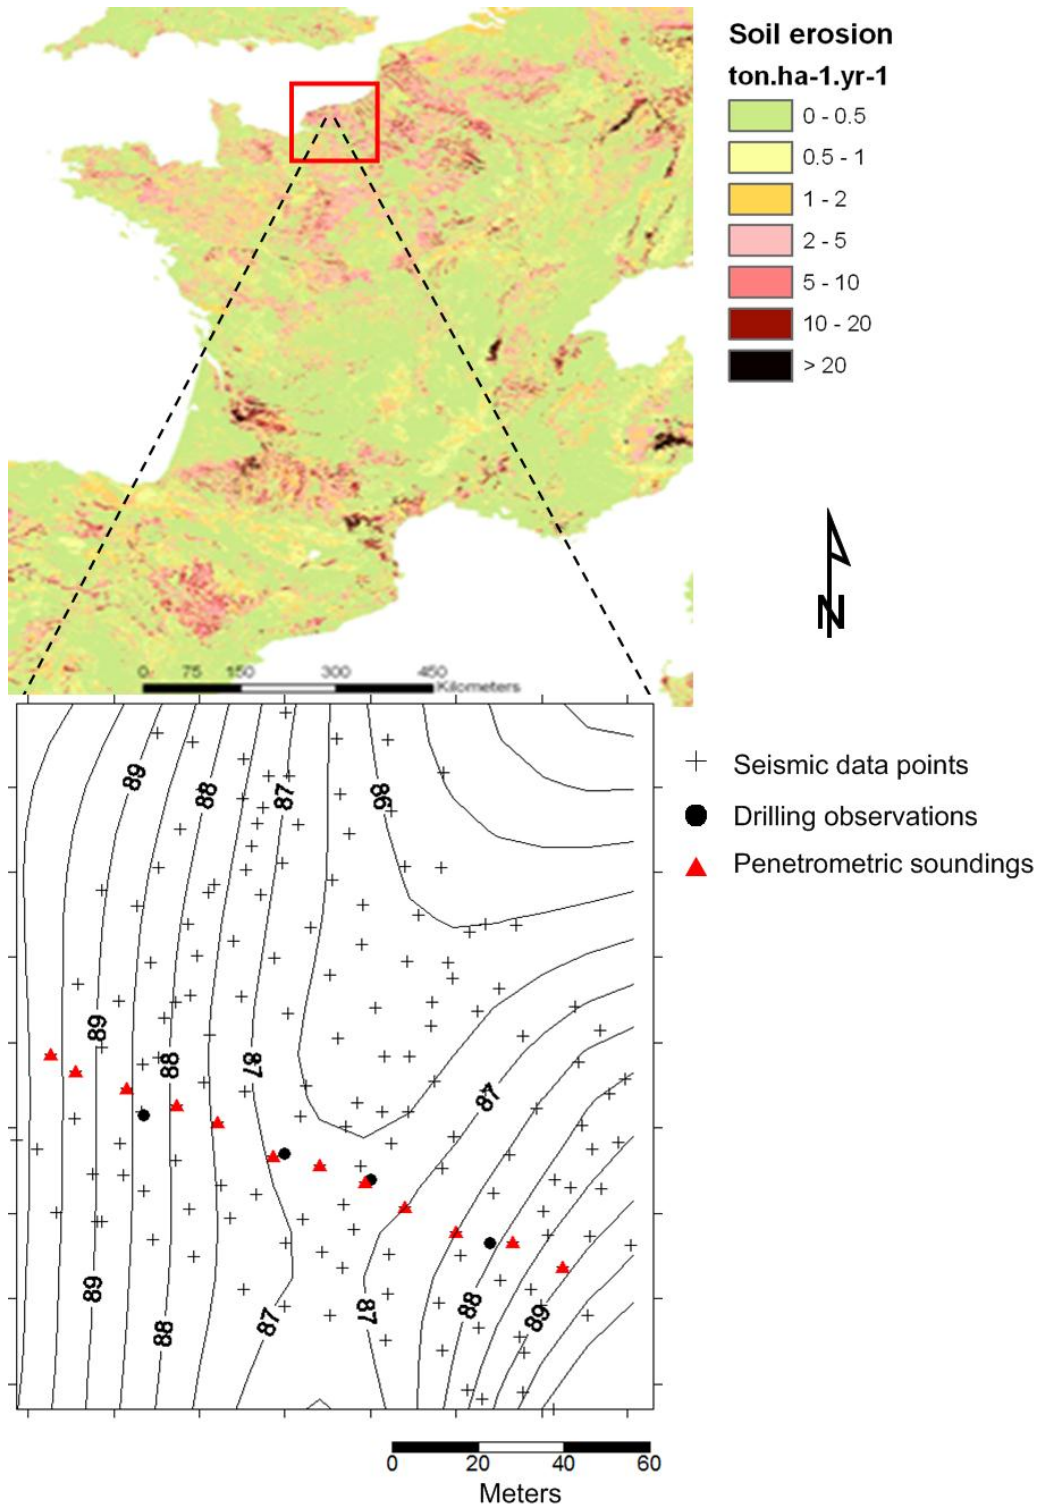 Soil erosion
ton.ha-1.yr-1
0 - 0.5
0.5 - 1
1 - 2
2 - 5
5 - 10
10 - 20
> 20
N
0 75 150 300 450
Kilometers
Seismic data points
Drilling observations
Penetrometric soundings
89 88 87 86
89 88 87 87
89 88 87 87 88 89
0 20 40 60
Meters